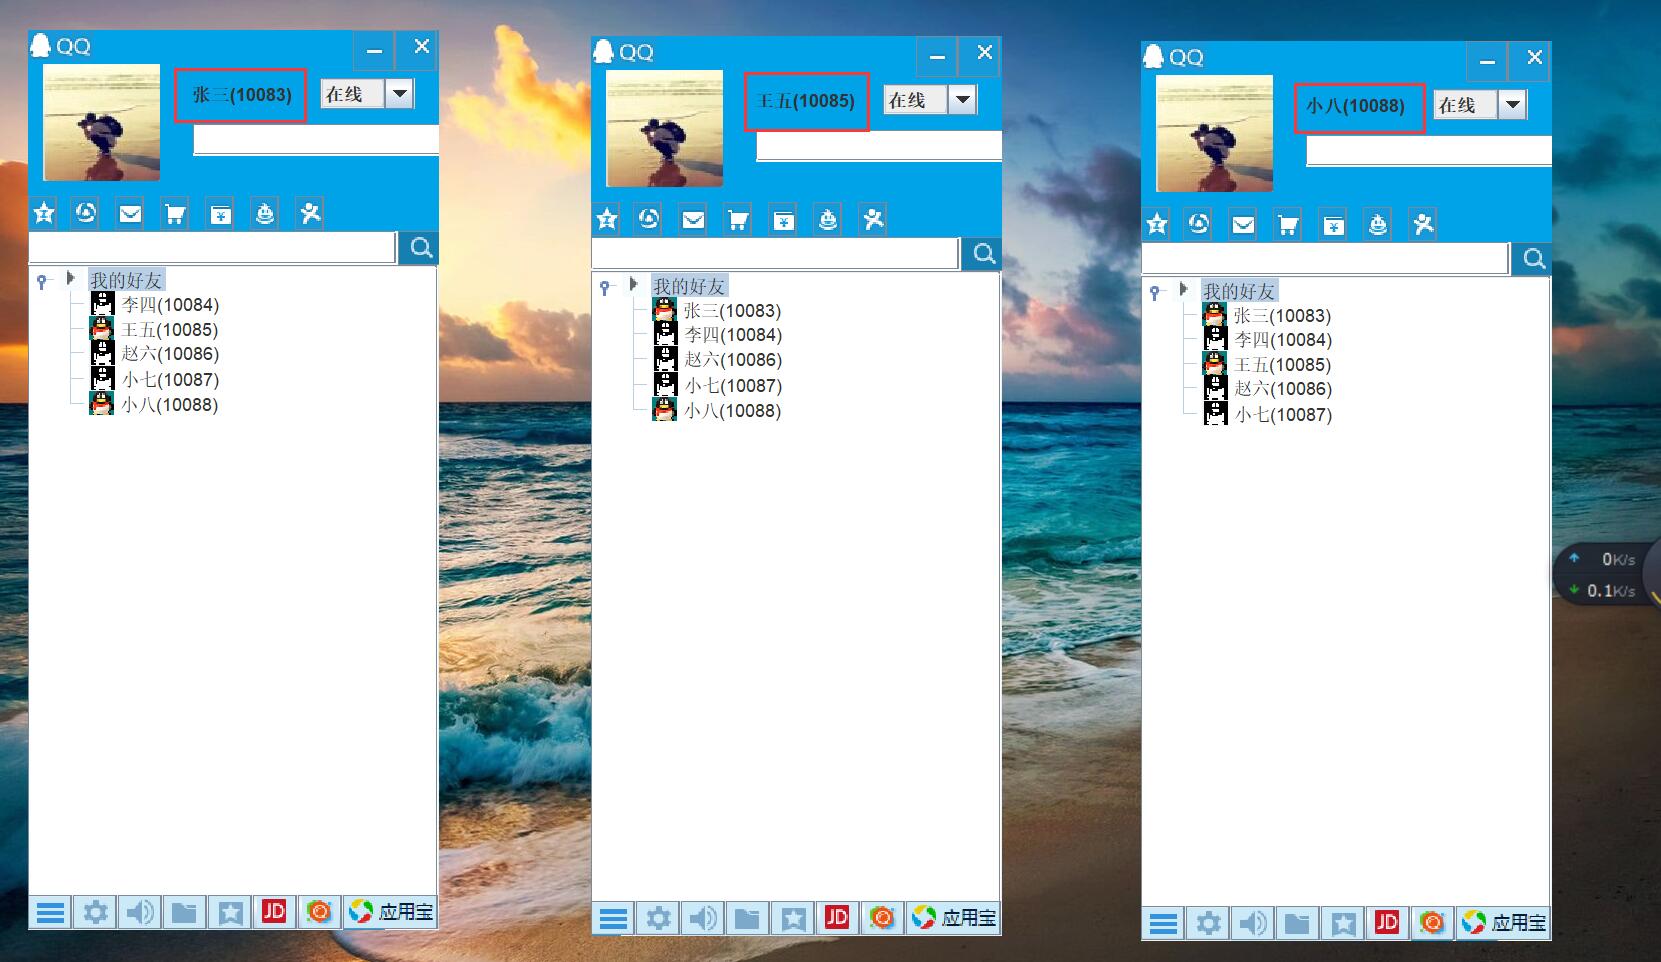 QQ
张三(10083)
在线
我的好友
李四(10084)
王五(10085)
赵六(10086)
小七(10087)
小八(10088)
JD
应用宝
QQ
王五(10085)
在线
我的好友
张三(10083)
李四(10084)
赵六(10086)
小七(10087)
小八(10088)
JD
应用宝
QQ
小八(10088)
在线
我的好友
张三(10083)
李四(10084)
王五(10085)
赵六(10086)
小七(10087)
JD
应用宝
0K/s
0.1K/s